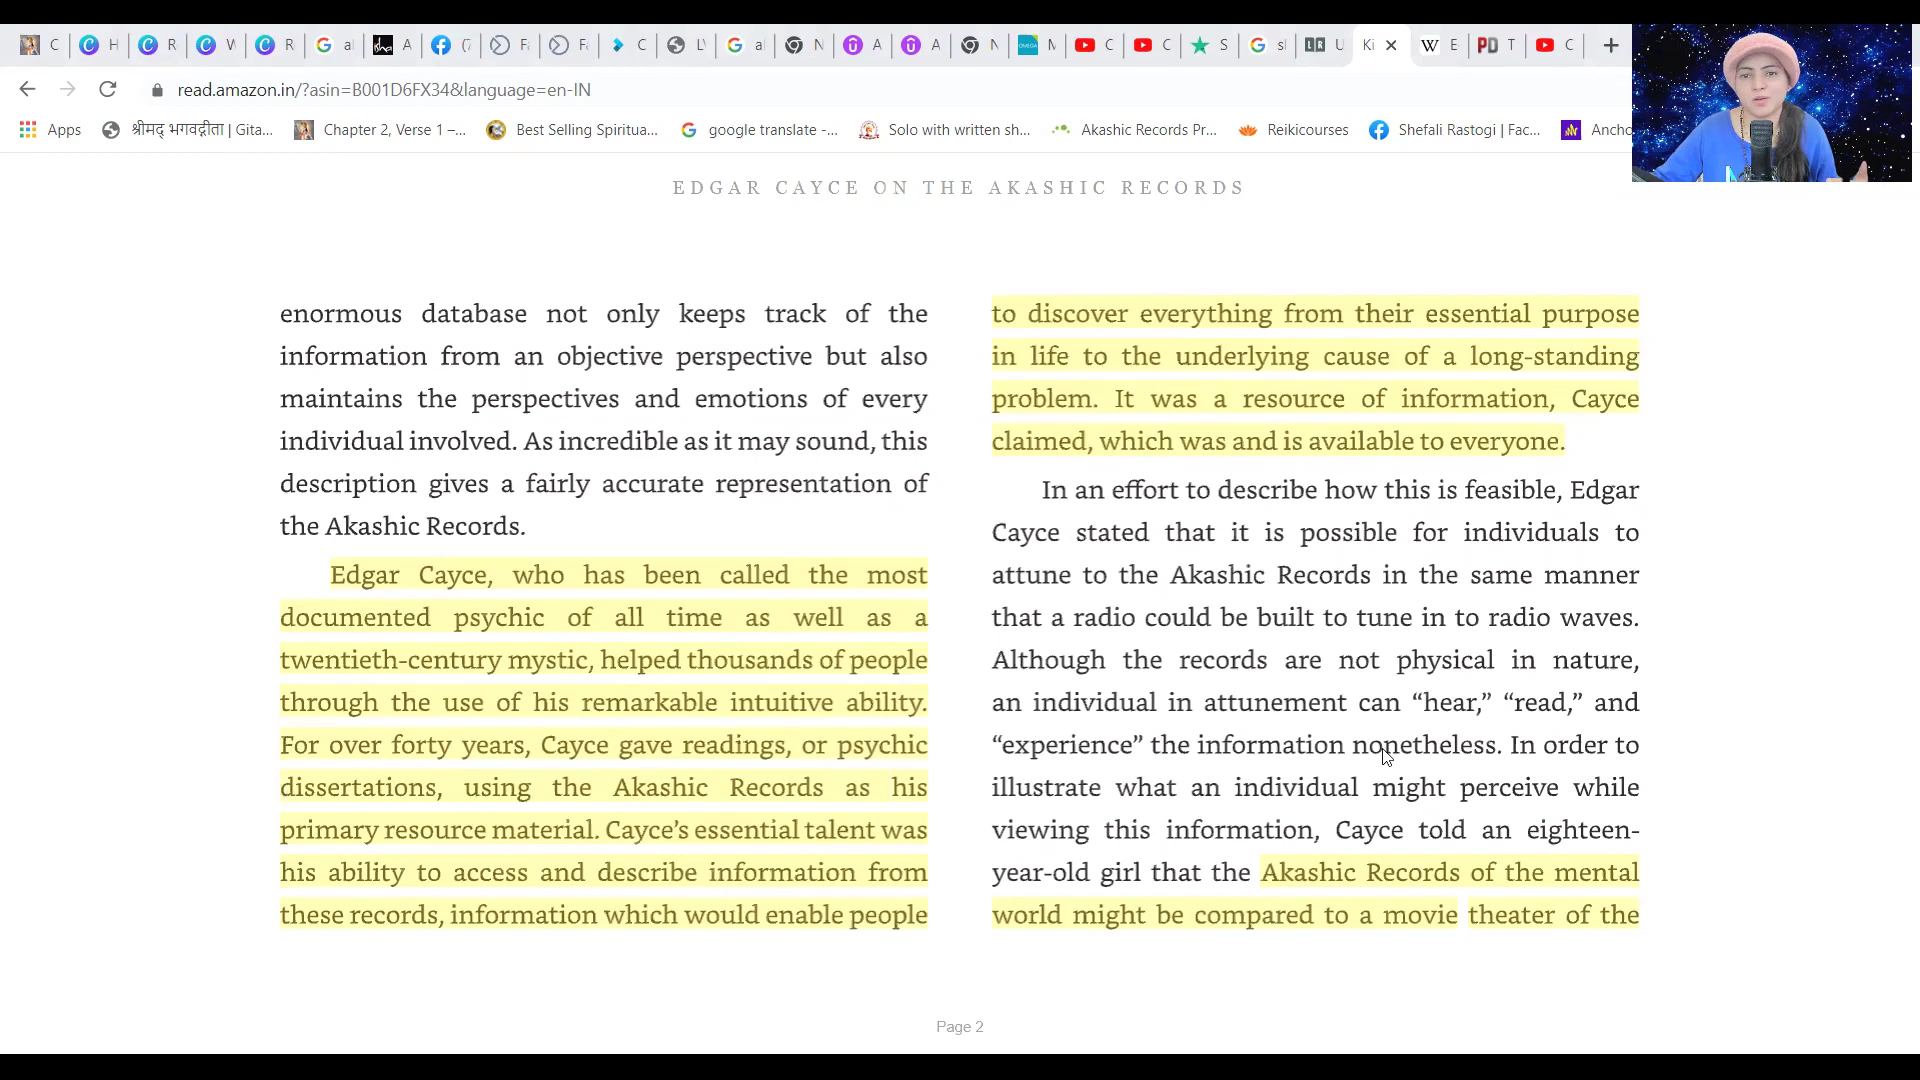 C
H
R
W
R
a
A
(7
Fa
Fa
C
LV
a
N
A
A
N
OMEGA
M
C
C
S
sl
LR
U
Ki
W
E
PD
T
C
read.amazon.in/?asin=B001D6FX34&language=en-IN
Apps
श्रीमद् भगवद्गीता | Gita...
Chapter 2, Verse 1 –...
Best Selling Spiritua...
google translate -...
Solo with written sh...
Akashic Records Pr...
Reikicourses
Shefali Rastogi | Fac...
Ancho
EDGAR CAYCE ON THE AKASHIC RECORDS
enormous database not only keeps track of the
information from an objective perspective but also
maintains the perspectives and emotions of every
individual involved. As incredible as it may sound, this
description gives a fairly accurate representation of
the Akashic Records.
Edgar Cayce, who has been called the most
documented psychic of all time as well as a
twentieth-century mystic, helped thousands of people
through the use of his remarkable intuitive ability.
For over forty years, Cayce gave readings, or psychic
dissertations, using the Akashic Records as his
primary resource material. Cayce’s essential talent was
his ability to access and describe information from
these records, information which would enable people
to discover everything from their essential purpose
in life to the underlying cause of a long-standing
problem. It was a resource of information, Cayce
claimed, which was and is available to everyone.
In an effort to describe how this is feasible, Edgar
Cayce stated that it is possible for individuals to
attune to the Akashic Records in the same manner
that a radio could be built to tune in to radio waves.
Although the records are not physical in nature,
an individual in attunement can “hear,” “read,” and
“experience” the information nonetheless. In order to
illustrate what an individual might perceive while
viewing this information, Cayce told an eighteen-
year-old girl that the Akashic Records of the mental
world might be compared to a movie theater of the
Page 2